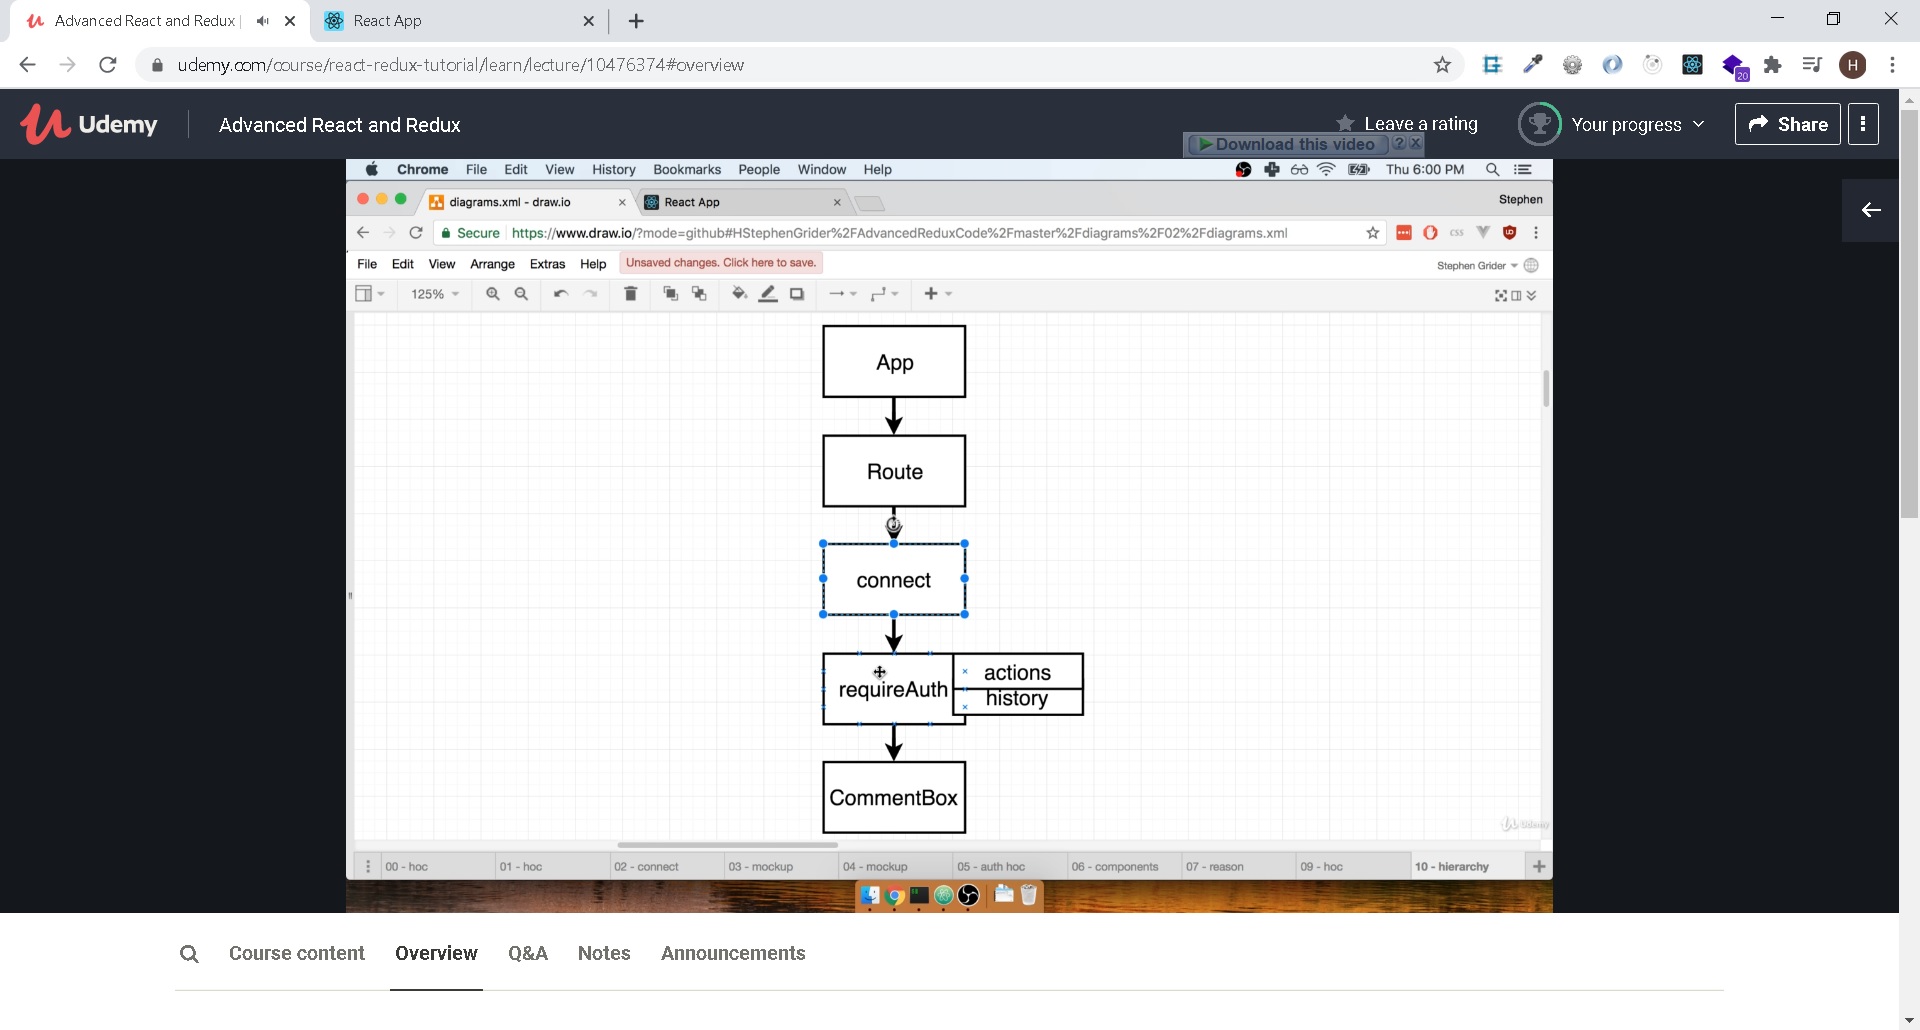 Advanced React and Redux
React App
udemy.com/course/react-redux-tutorial/learn/lecture/10476374#overview
20
H
Udemy
Advanced React and Redux
Leave a rating
Your progress
Share
Download this video
Chrome File Edit View History Bookmarks People Window Help
Thu 6:00 PM
diagrams.xml - draw.io
React App
Stephen
Secure https://www.draw.io/?mode=github#HStephenGrider%2FAdvancedReduxCode%2Fmaster%2Fdiagrams%2F02%2Fdiagrams.xml
css
File Edit View Arrange Extras Help
Unsaved changes. Click here to save.
Stephen Grider
125%
App
Route
connect
requireAuth
actions
history
CommentBox
Udemy
00 - hoc
01 - hoc
02 - connect
03 - mockup
04 - mockup
05 - auth hoc
06 - components
07 - reason
09 - hoc
10 - hierarchy
Course content
Overview
Q&A
Notes
Announcements